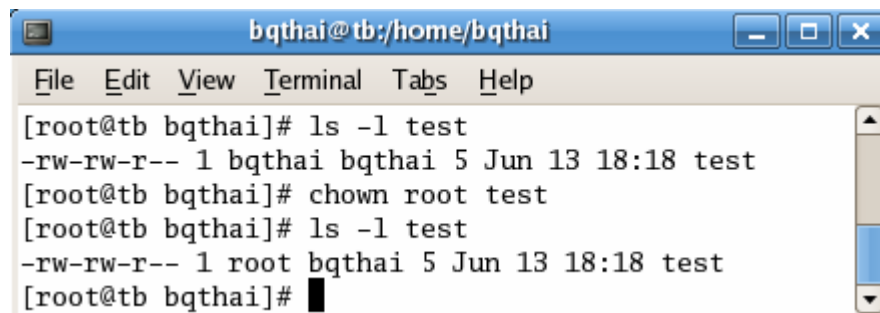 bqthai@tb:/home/bqthai
File Edit View Terminal Tabs Help
[root@tb bqthai]# ls -l test
-rw-rw-r-- 1 bqthai bqthai 5 Jun 13 18:18 test
[root@tb bqthai]# chown root test
[root@tb bqthai]# ls -l test
-rw-rw-r-- 1 root bqthai 5 Jun 13 18:18 test
[root@tb bqthai]#